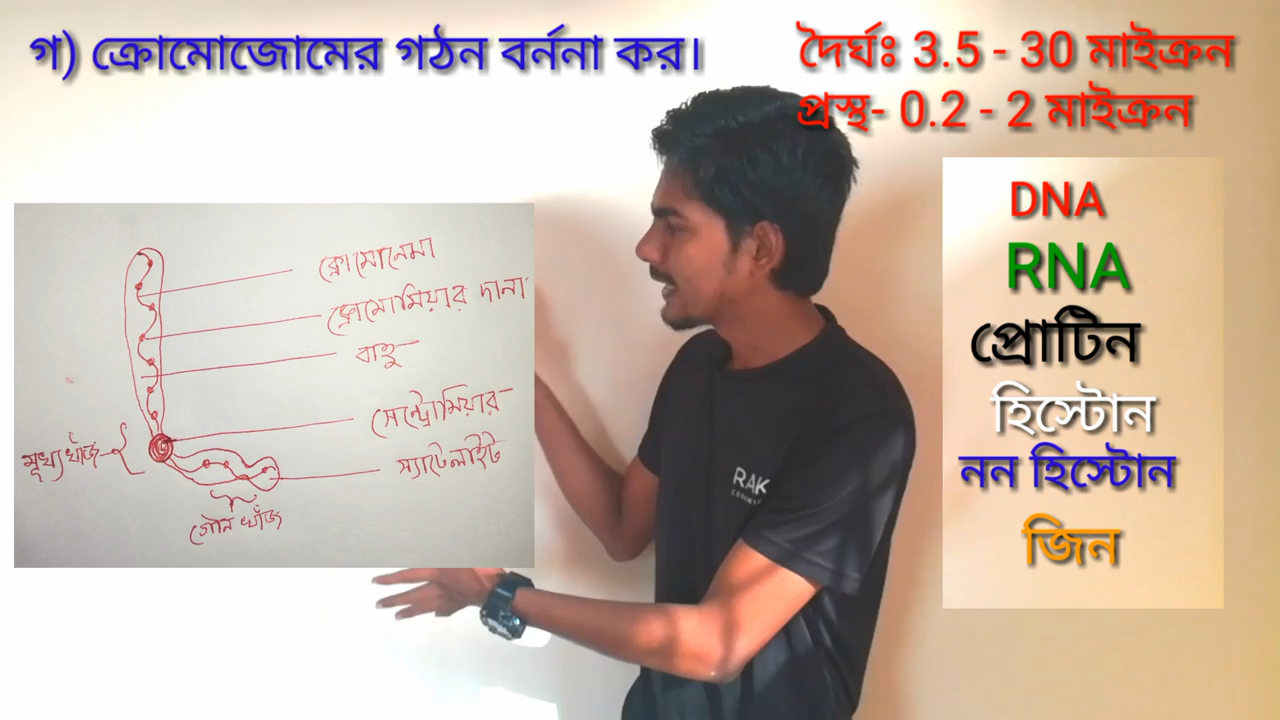 গ) ক্রোমোজোমের গঠন বর্ননা কর।
দৈর্ঘঃ 3.5 - 30 মাইক্রন
প্রস্থ- 0.2 - 2 মাইক্রন
ক্রোমোনেমা
ক্রোমোমিয়ার দানা
বাহু
সেন্ট্রোমিয়ার
স্যাটেলাইট
মূখ্য খাঁজ
গৌন খাঁজ
DNA
RNA
প্রোটিন
হিস্টোন
নন হিস্টোন
জিন
RAK